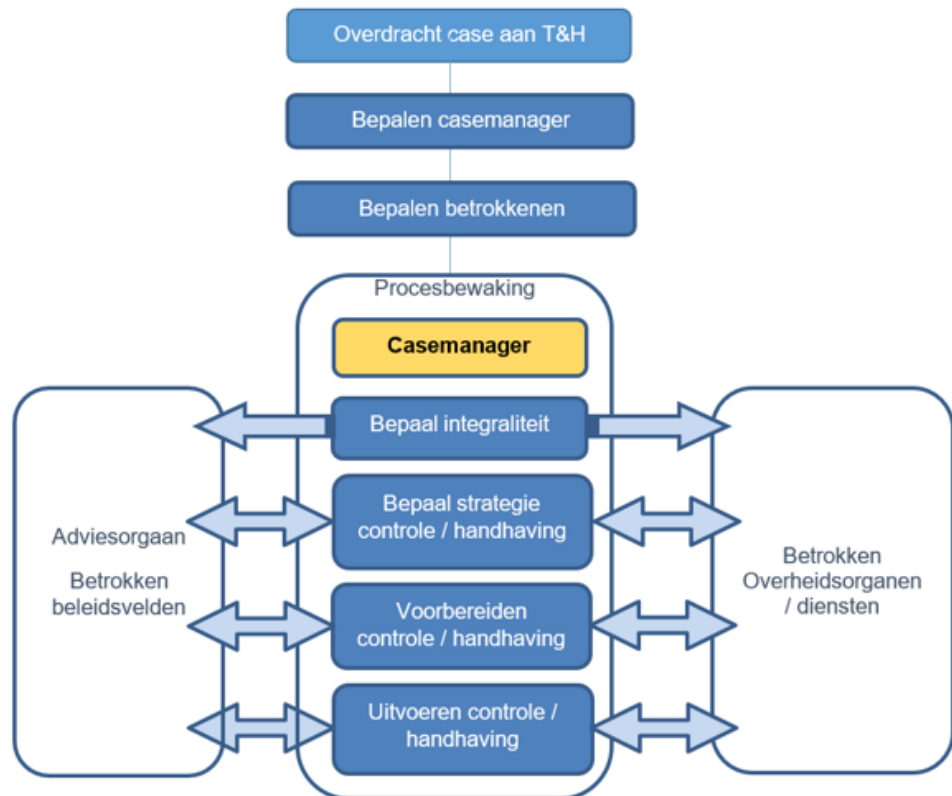 Overdracht case aan T&H
Bepalen casemanager
Bepalen betrokkenen
Procesbewaking
Casemanager
Bepaal integraliteit
Bepaal strategie
controle / handhaving
Voorbereiden
controle / handhaving
Uitvoeren controle /
handhaving
Adviesorgaan
Betrokken
beleidsvelden
Betrokken
Overheidsorganen
/ diensten